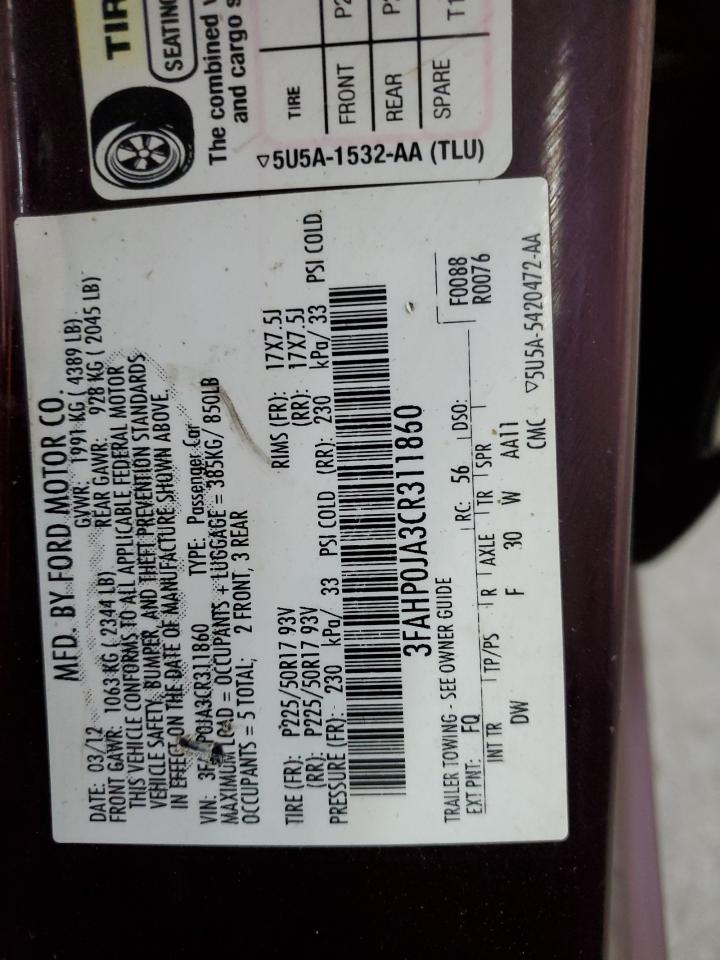 TIR
SEATING
The combined
and cargo s
TIRE
FRONT P2
REAR P2
SPARE T1
▽5U5A-1532-AA (TLU)
MFD. BY FORD MOTOR CO.
DATE: 03/12 GVWR: 1991 KG ( 4389 LB)
FRONT GAWR: 1063 KG ( 2344 LB) REAR GAWR: 928 KG ( 2045 LB)
THIS VEHICLE CONFORMS TO ALL APPLICABLE FEDERAL MOTOR
VEHICLE SAFETY, BUMPER, AND THEFT PREVENTION STANDARDS
IN EFFECT ON THE DATE OF MANUFACTURE SHOWN ABOVE.
VIN: 3FAHP0JA3CR311860 TYPE: Passenger Car
MAXIMUM LOAD = OCCUPANTS + LUGGAGE = 385KG/ 850LB
OCCUPANTS = 5 TOTAL; 2 FRONT, 3 REAR
TIRE (FR): P225/50R17 93V RIMS (FR): 17X7.5J
(RR): P225/50R17 93V (RR): 17X7.5J
PRESSURE (FR): 230 kPa/ 33 PSI COLD (RR): 230 kPa/ 33 PSI COLD.
3FAHP0JA3CR311860
TRAILER TOWING - SEE OWNER GUIDE F0088
EXT PNT: FQ RC: 56 DSO: R0076
INT TR TP/PS R AXLE TR SPR
DW F 30 W AA11
CMC ▽5U5A-5420472-AA